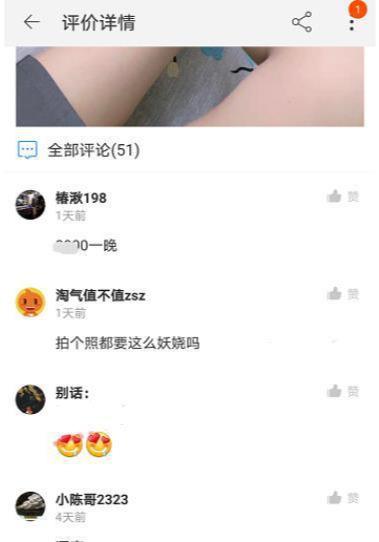 评价详情
1
全部评论(51)
椿湫198
赞
1天前
00一晚
淘气值不值zsz
赞
1天前
拍个照都要这么妖娆吗
别话:
赞
小陈哥2323
赞
4天前